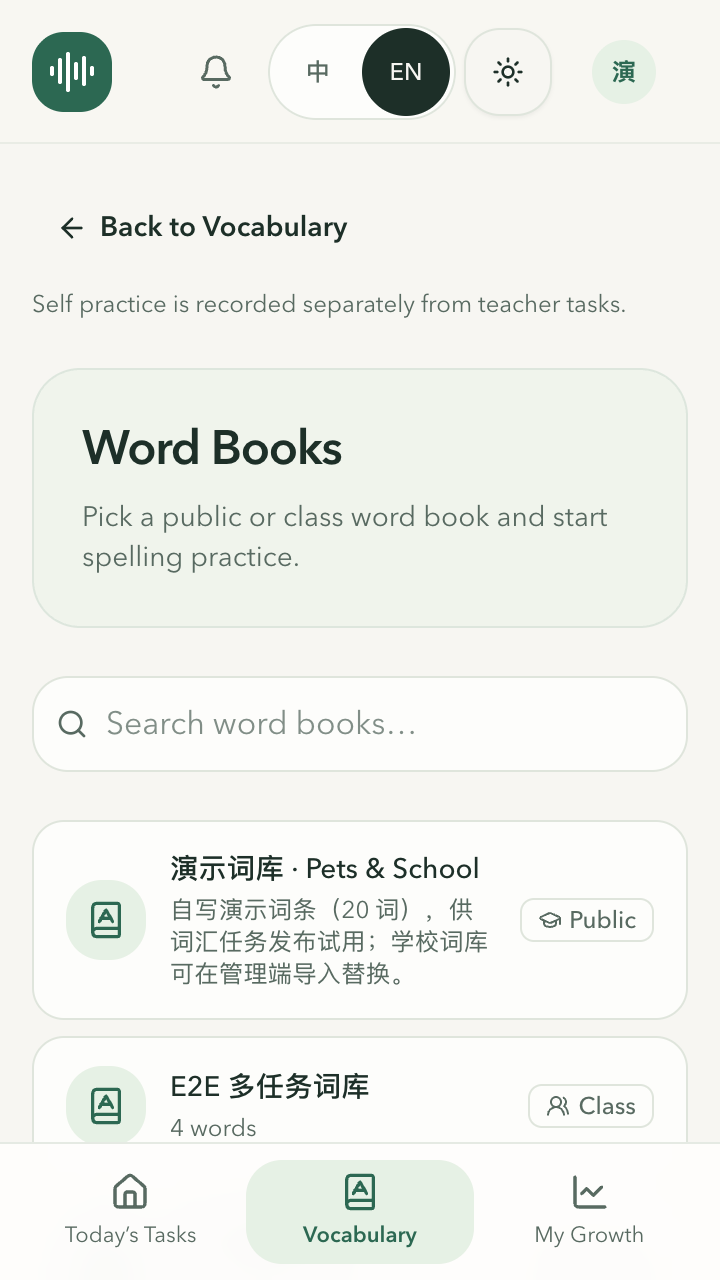 中
EN
演
Back to Vocabulary
Self practice is recorded separately from teacher tasks.
Word Books
Pick a public or class word book and start
spelling practice.
Search word books…
演示词库 · Pets & School
自写演示词条（20 词），供
词汇任务发布试用；学校词库
可在管理端导入替换。
Public
E2E 多任务词库
4 words
Class
Today’s Tasks
Vocabulary
My Growth